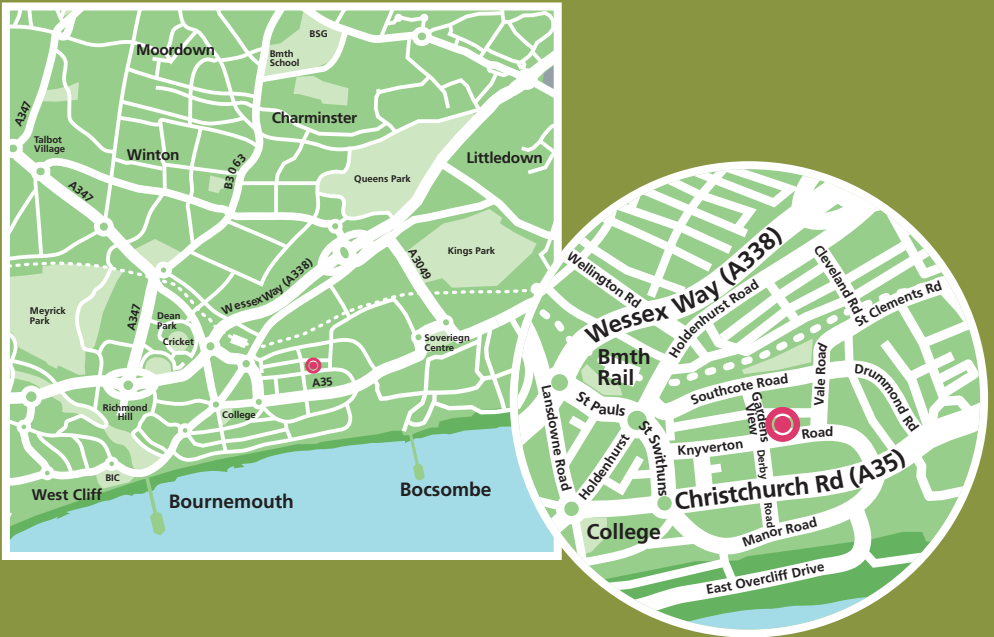 BSG
Moordown
Bmth
School
A347
Charminster
Talbot
Village
Winton
B3063
Littledown
A347
Queens Park
Kings Park
A3049
Wessex Way (A338)
Meyrick
Park
A347
Dean
Park
Cricket
Soveriegn
Centre
A35
Richmond
Hill
College
BIC
West Cliff
Bournemouth
Bocsombe
Wellington Rd
Wessex Way (A338)
Cleveland Rd
Holdenhurst Road
St Clements Rd
Bmth
Rail
Southcote Road
Vale Road
Drummond Rd
Lansdowne Road
St Pauls
Gardens
View
St Swithuns
Knyverton
Road
Holdenhurst
Derby
Road
Christchurch Rd (A35)
College
Manor Road
East Overcliff Drive